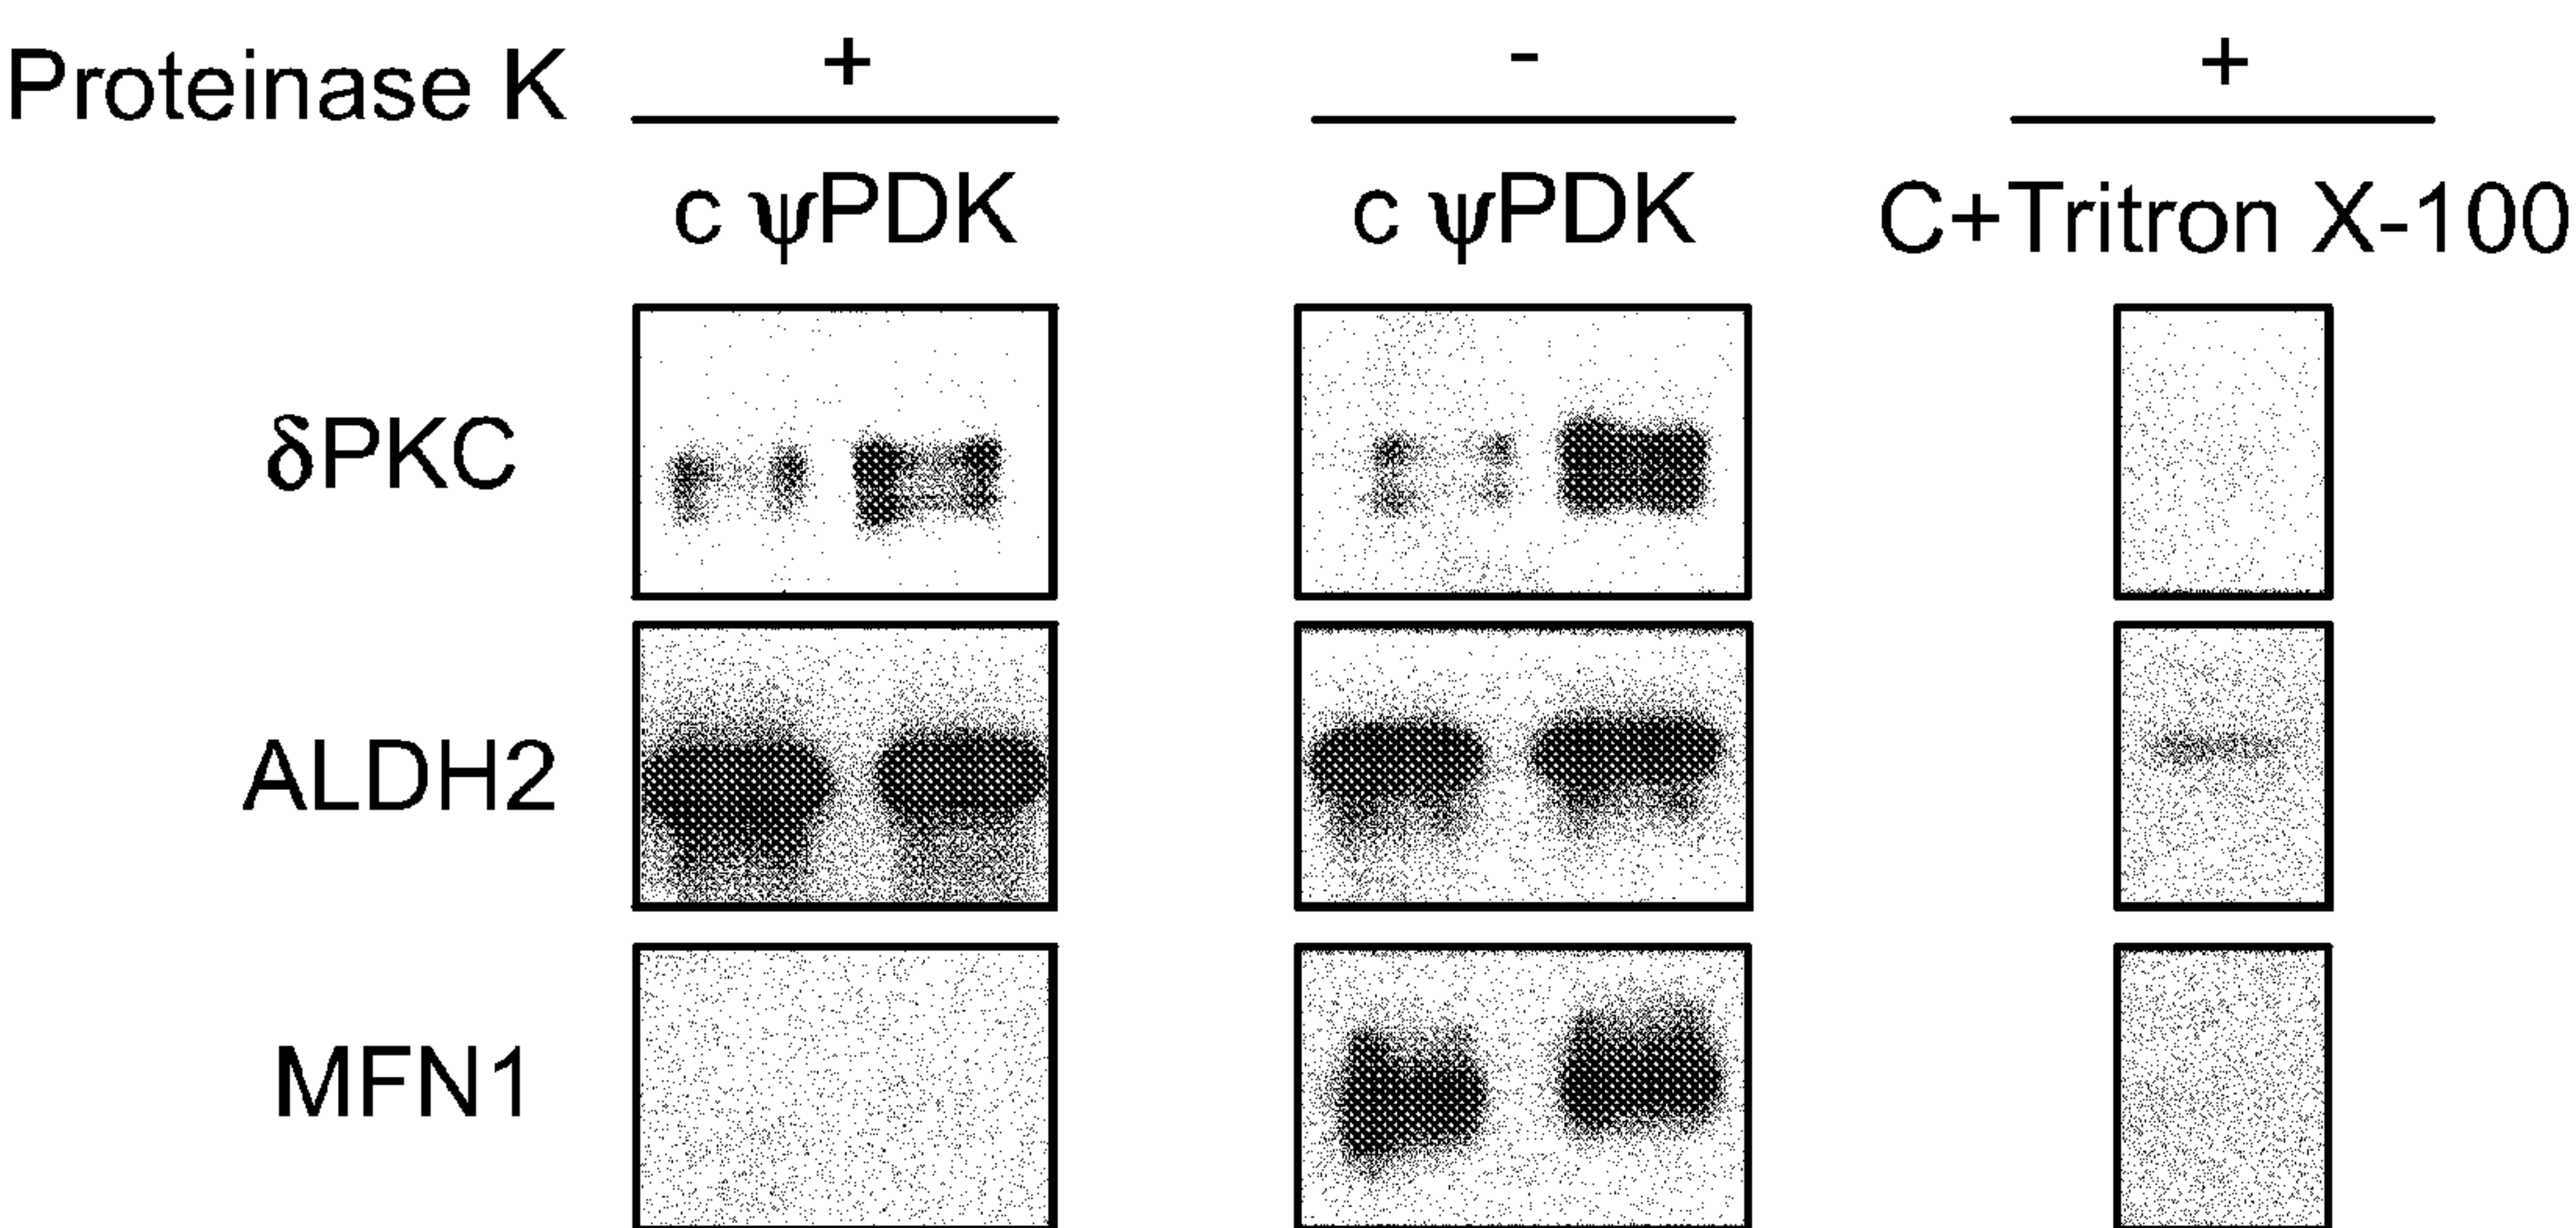 Proteinase K + - +
c ψPDK c ψPDK C+Tritron X-100
δPKC
ALDH2
MFN1